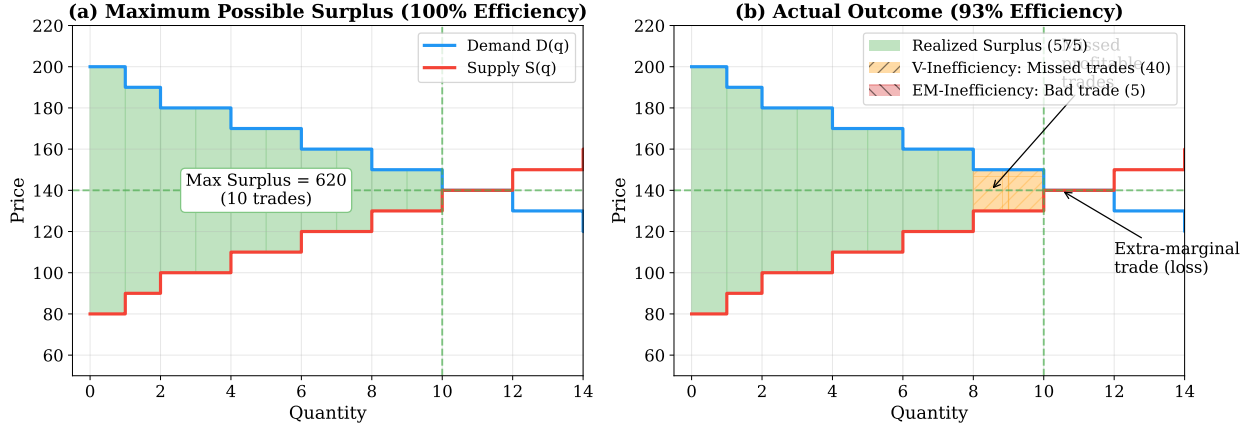 (a) Maximum Possible Surplus (100% Efficiency)
220
200
180
160
140
120
100
80
60
Price
Demand D(q)
Supply S(q)
Max Surplus = 620
(10 trades)
0
2
4
6
8
10
12
14
Quantity
(b) Actual Outcome (93% Efficiency)
220
200
180
160
140
120
100
80
60
Price
Realized Surplus (575)
V-Inefficiency: Missed trades (40)
EM-Inefficiency: Bad trade (5)
Missed
profitable
trades
Extra-marginal
trade (loss)
0
2
4
6
8
10
12
14
Quantity